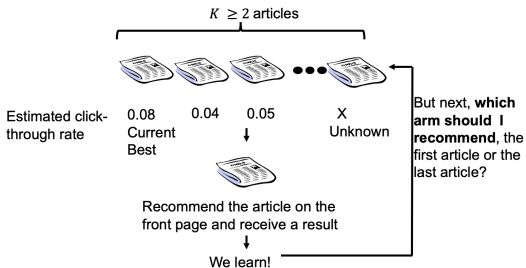 K ≥ 2 articles
Estimated click-
through rate
0.08
Current
Best
0.04
0.05
X
Unknown
Recommend the article on the
front page and receive a result
We learn!
But next, which
arm should I
recommend, the
first article or the
last article?